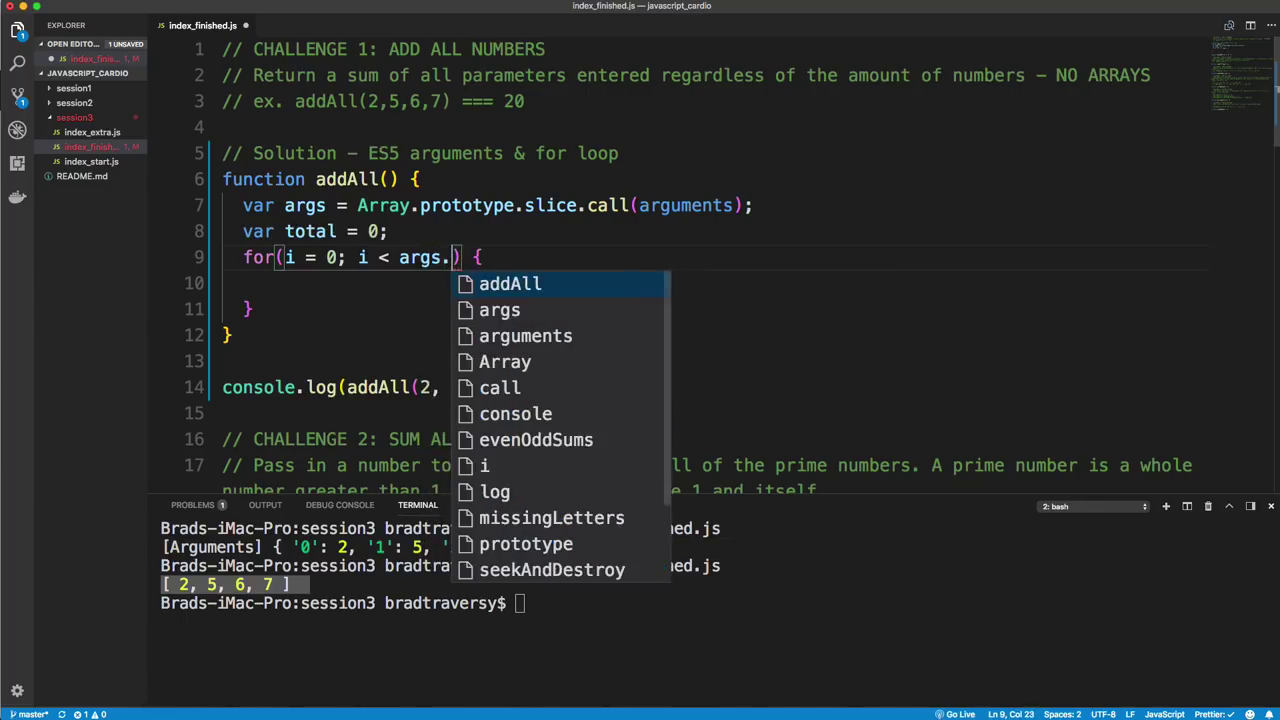 index_finished.js — javascript_cardio
EXPLORER
OPEN EDITO... 1 UNSAVED
index_finis... 1, M
JAVASCRIPT_CARDIO
session1
session2
session3
index_extra.js
index_finish... 1, M
index_start.js
README.md
index_finished.js
1 // CHALLENGE 1: ADD ALL NUMBERS
2 // Return a sum of all parameters entered regardless of the amount of numbers - NO ARRAYS
3 // ex. addAll(2,5,6,7) === 20
4
5 // Solution - ES5 arguments & for loop
6 function addAll() {
7 var args = Array.prototype.slice.call(arguments);
8 var total = 0;
9 for(i = 0; i < args.) {
10
11 }
12 }
13
14 console.log(addAll(2,
15
16 // CHALLENGE 2: SUM AL
17 // Pass in a number to ll of the prime numbers. A prime number is a whole
number greater than 1 e 1 and itself
addAll
args
arguments
Array
call
console
evenOddSums
i
log
missingLetters
prototype
seekAndDestroy
PROBLEMS 1 OUTPUT DEBUG CONSOLE TERMINAL 2: bash
Brads-iMac-Pro:session3 bradt hed.js
[Arguments] { '0': 2, '1': 5, '
Brads-iMac-Pro:session3 bradt hed.js
[ 2, 5, 6, 7 ]
Brads-iMac-Pro:session3 bradtraversy$
master* 1 0 Go Live Ln 9, Col 23 Spaces: 2 UTF-8 LF JavaScript Prettier: ✓